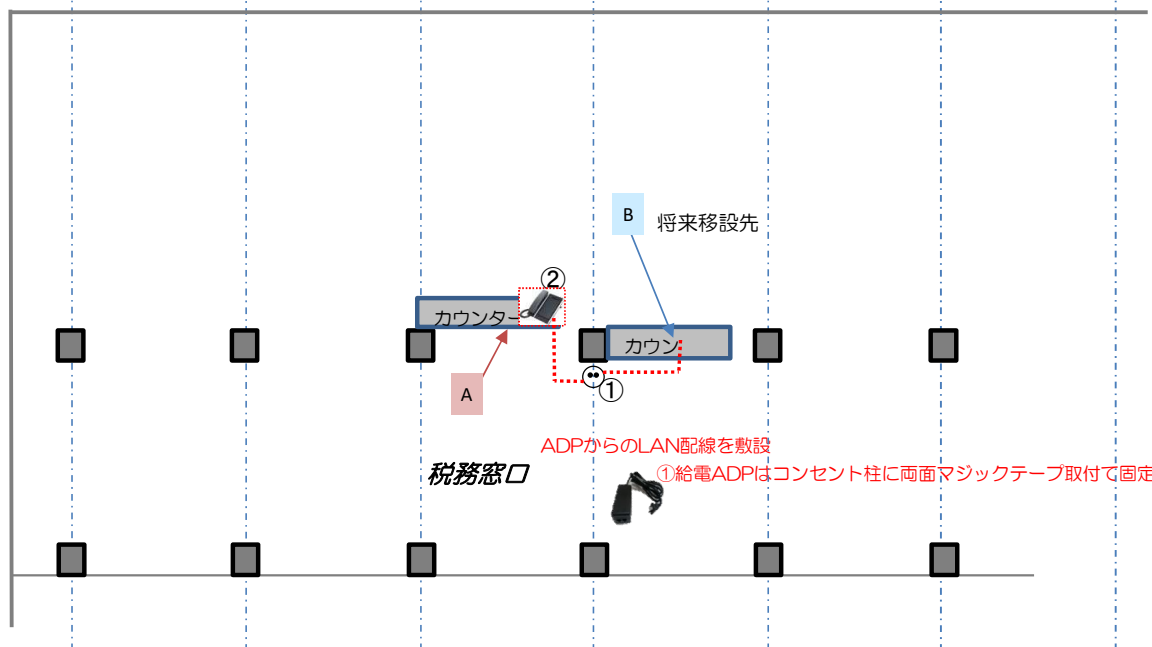 B
将来移設先
②
カウンター
カウン
①
A
ADPからのLAN配線を敷設
税務窓口
①給電ADPはコンセント柱に両面マジックテープ取付て固定